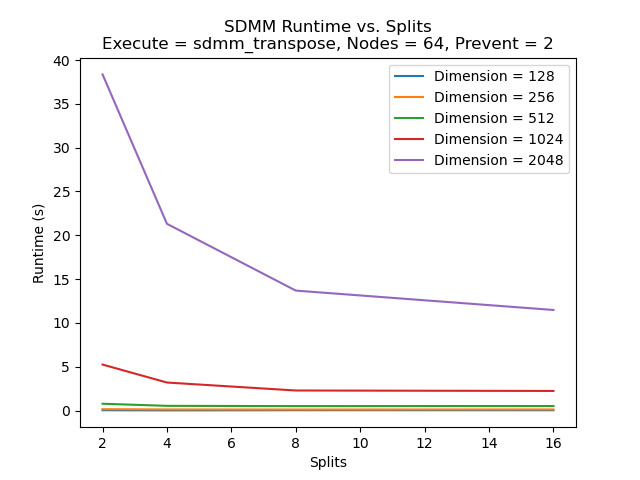 SDMM Runtime vs. Splits
Execute = sdmm_transpose, Nodes = 64, Prevent = 2
Dimension = 128
Dimension = 256
Dimension = 512
Dimension = 1024
Dimension = 2048
Runtime (s)
40
35
30
25
20
15
10
5
0
2 4 6 8 10 12 14 16
Splits